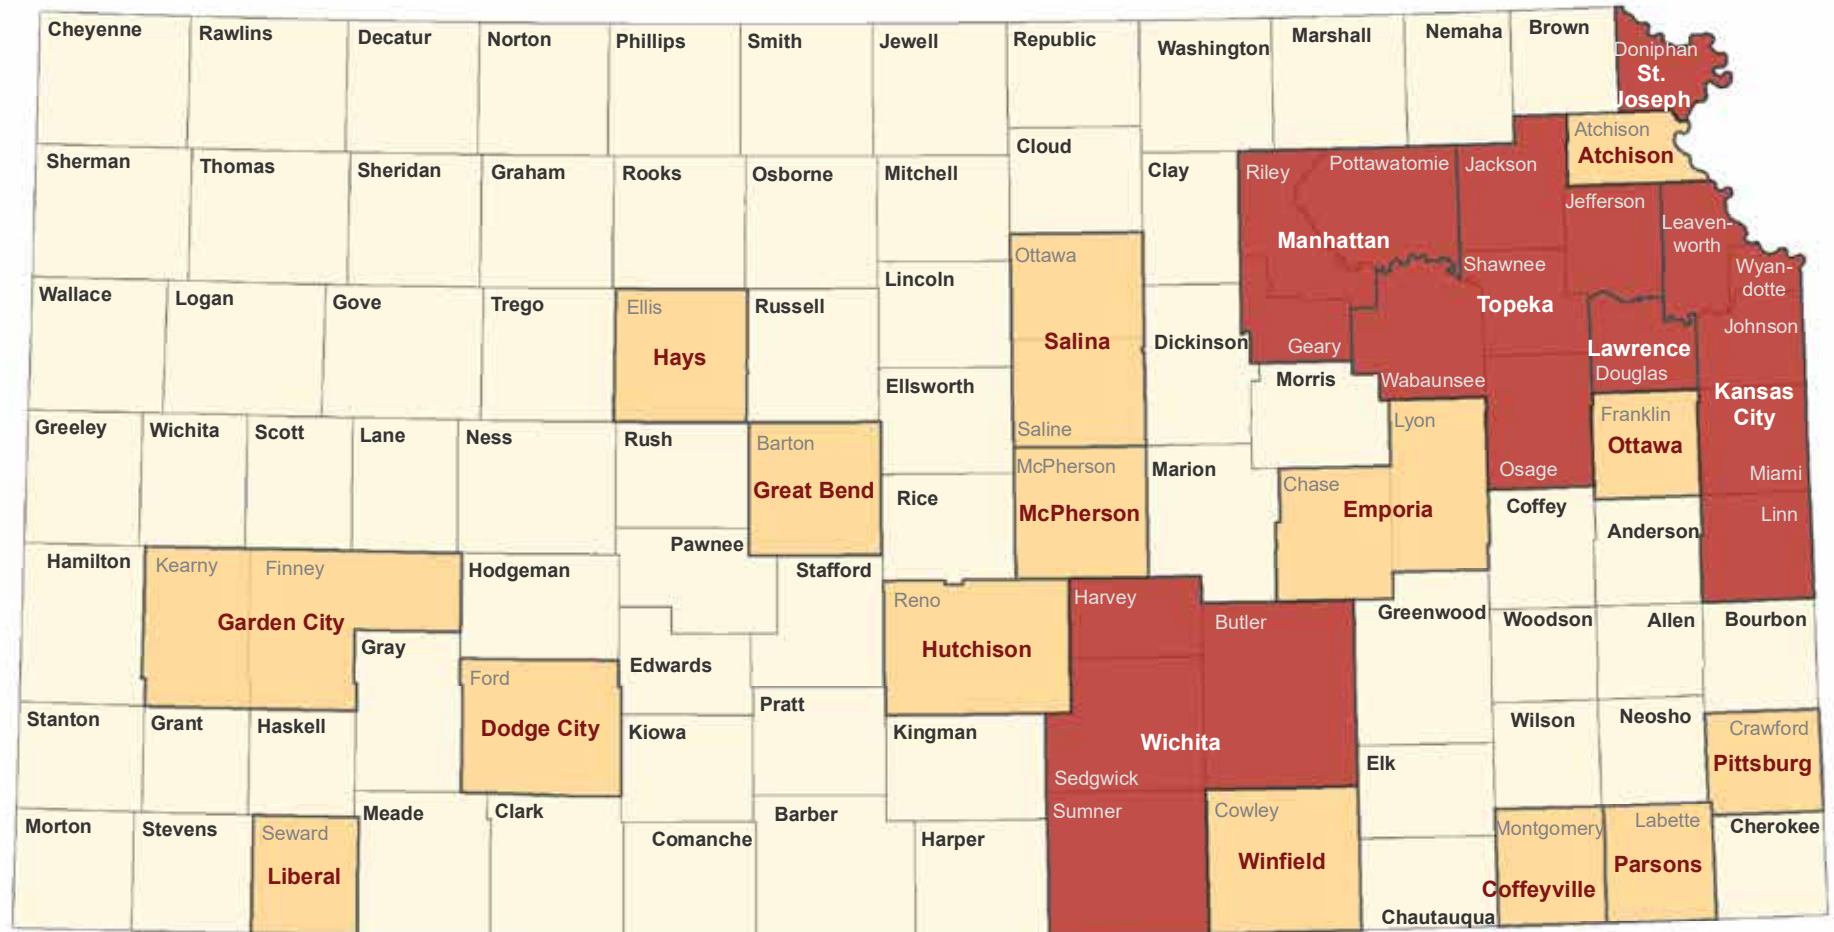 Cheyenne
Rawlins
Decatur
Norton
Phillips
Smith
Jewell
Republic
Washington
Marshall
Nemaha
Brown
Doniphan
St.
Joseph
Sherman
Thomas
Sheridan
Graham
Rooks
Osborne
Mitchell
Cloud
Clay
Riley
Pottawatomie
Manhattan
Jackson
Atchison
Atchison
Jefferson
Leaven-
worth
Wyan-
dotte
Ottawa
Salina
Saline
Shawnee
Topeka
Wallace
Logan
Gove
Trego
Ellis
Hays
Russell
Lincoln
Ellsworth
Dickinson
Geary
Morris
Wabaunsee
Lawrence
Douglas
Johnson
Kansas
City
Miami
Linn
Greeley
Wichita
Scott
Lane
Ness
Rush
Barton
Great Bend
Rice
McPherson
McPherson
Marion
Chase
Lyon
Emporia
Osage
Franklin
Ottawa
Coffey
Anderson
Hamilton
Kearny
Finney
Garden City
Hodgeman
Pawnee
Stafford
Reno
Hutchison
Harvey
Butler
Greenwood
Woodson
Allen
Bourbon
Gray
Ford
Dodge City
Edwards
Stanton
Grant
Haskell
Kiowa
Pratt
Kingman
Wichita
Sedgwick
Sumner
Elk
Wilson
Neosho
Crawford
Pittsburg
Morton
Stevens
Seward
Liberal
Meade
Clark
Comanche
Barber
Harper
Cowley
Winfield
Chautauqua
Montgomery
Coffeyville
Labette
Parsons
Cherokee